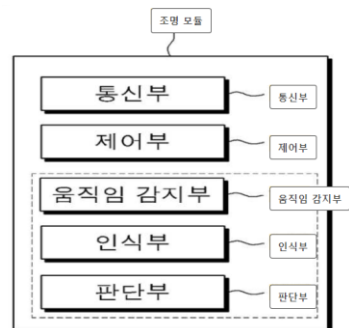 조명 모듈
통신부
통신부
제어부
제어부
움직임 감지부
움직임 감지부
인식부
인식부
판단부
판단부